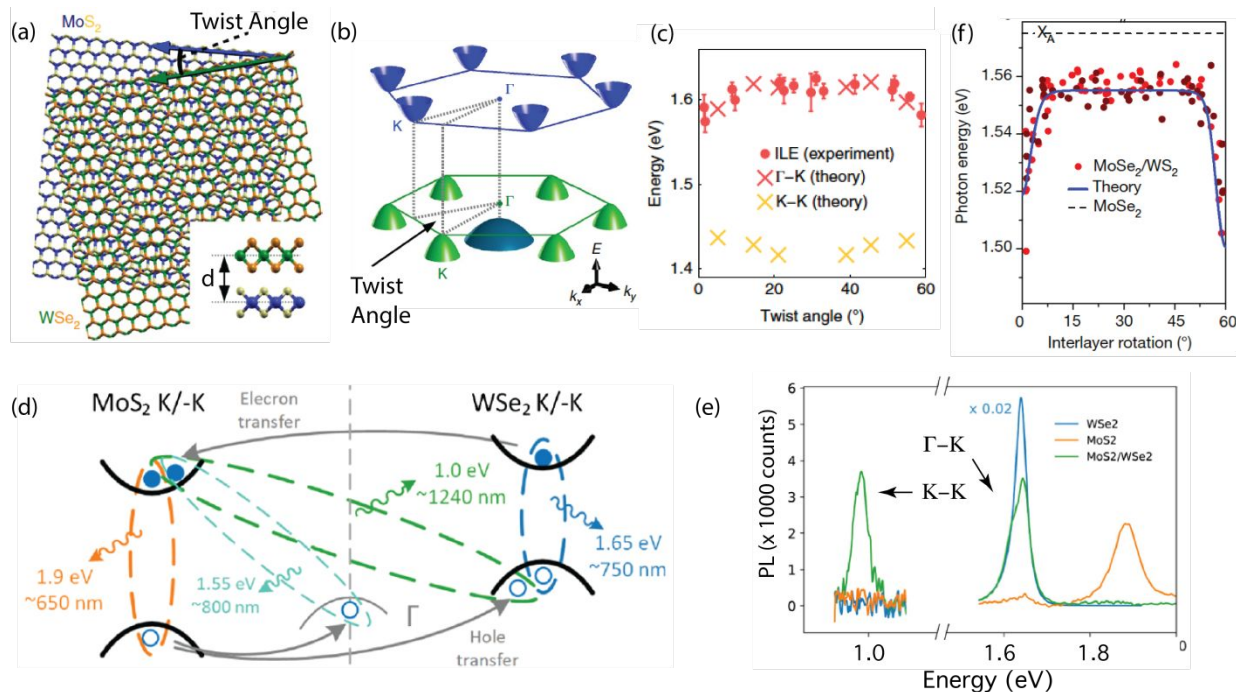 (a)
MoS2
Twist Angle
d
WSe2
(b)
Γ
K
Γ
K
Twist
Angle
E
kx
ky
(c)
Energy (eV)
1.6
1.5
1.4
ILE (experiment)
Γ–K (theory)
K–K (theory)
0
20
40
60
Twist angle (°)
(f)
Photon energy (eV)
XA
1.56
1.54
1.52
1.50
MoSe2/WS2
Theory
MoSe2
0
15
30
45
60
Interlayer rotation (°)
(d)
MoS2 K/-K
Elecron
transfer
WSe2 K/-K
1.0 eV
~1240 nm
1.9 eV
~650 nm
1.55 eV
~800 nm
1.65 eV
~750 nm
Γ
Hole
transfer
(e)
PL (x 1000 counts)
6
5
4
3
2
1
0
x 0.02
WSe2
MoS2
MoS2/WSe2
Γ–K
K–K
1.0
1.6
1.8
0
Energy (eV)